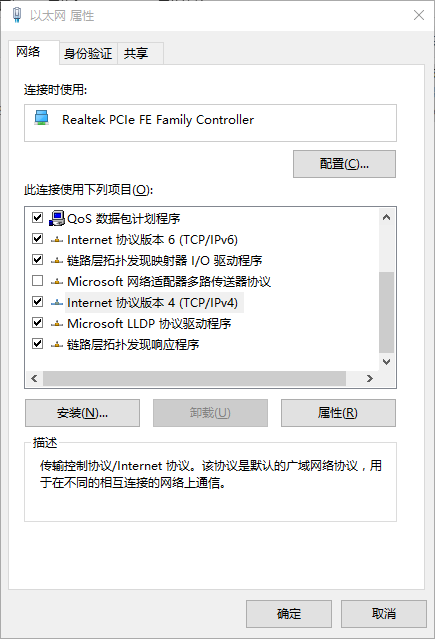 以太网 属性
网络
身份验证
共享
连接时使用:
Realtek PCIe FE Family Controller
配置(C)...
此连接使用下列项目(O):
QoS 数据包计划程序
Internet 协议版本 6 (TCP/IPv6)
链路层拓扑发现映射器 I/O 驱动程序
Microsoft 网络适配器多路传送器协议
Internet 协议版本 4 (TCP/IPv4)
Microsoft LLDP 协议驱动程序
链路层拓扑发现响应程序
安装(N)...
卸载(U)
属性(R)
描述
传输控制协议/Internet 协议。该协议是默认的广域网络协议，用
于在不同的相互连接的网络上通信。
确定
取消